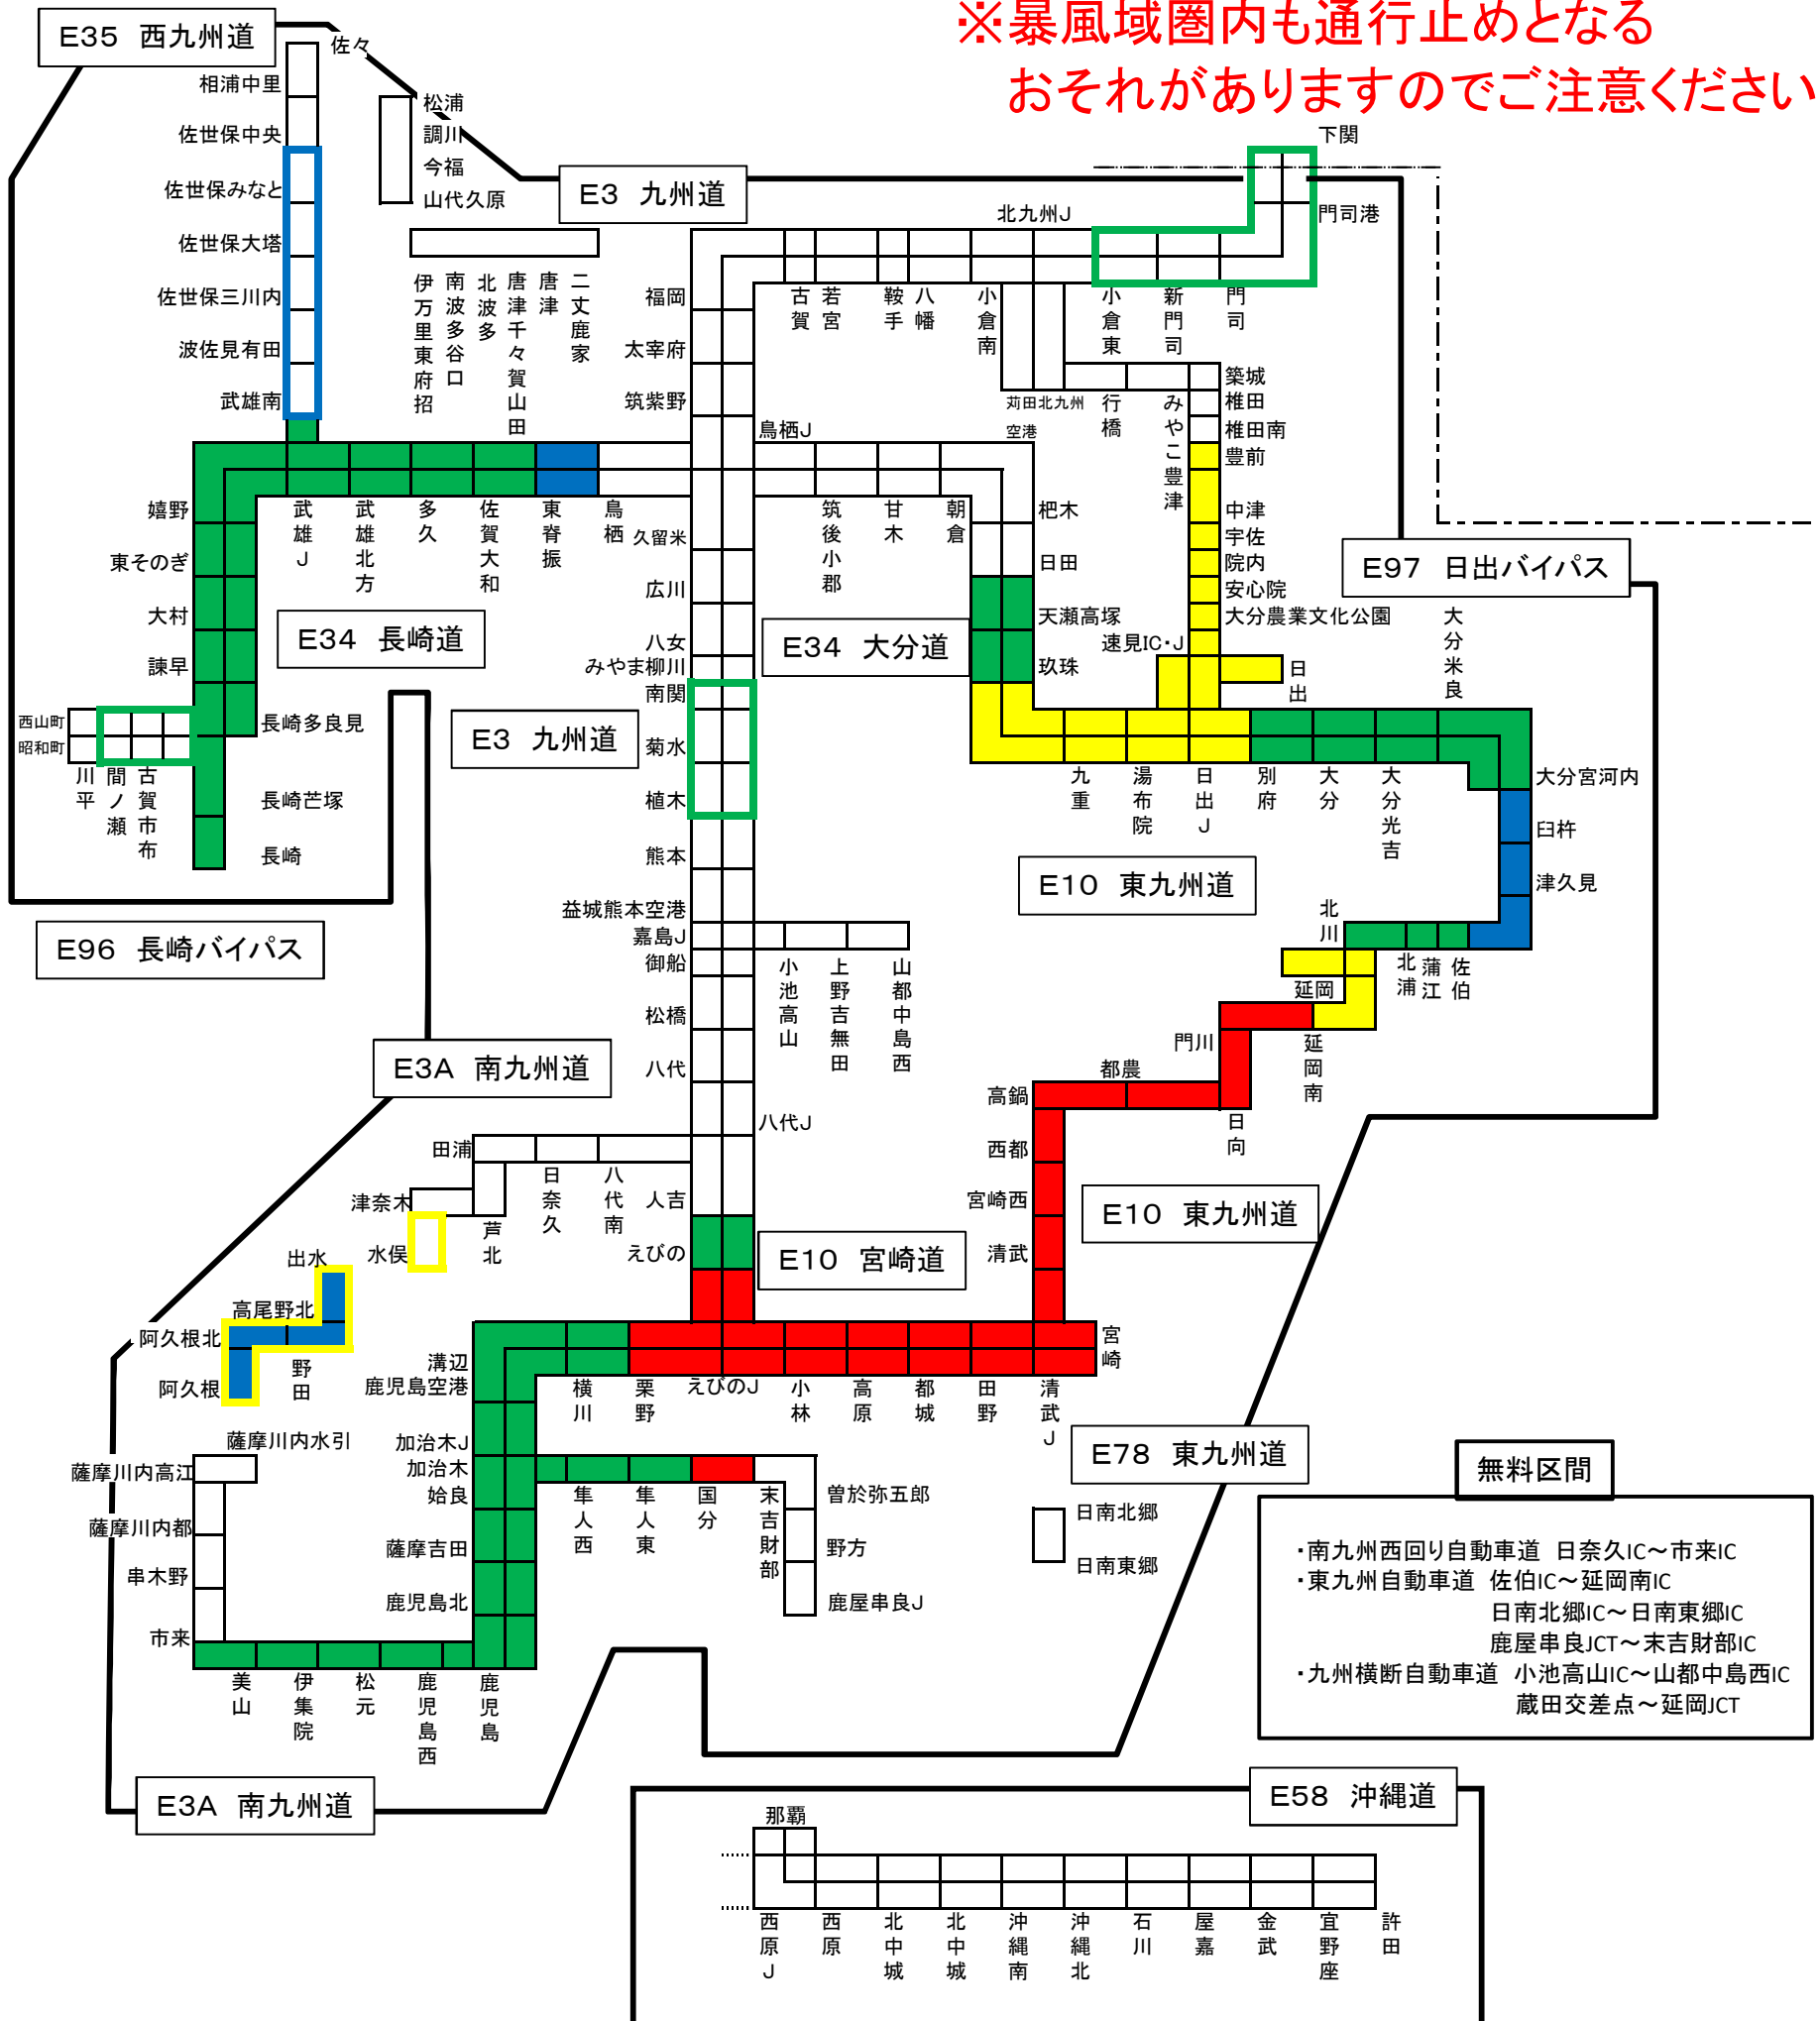 ※暴風域圏内も通行止めとなる
おそれがありますのでご注意ください
E35 西九州道
佐々
相浦中里
佐世保中央
佐世保みなと
佐世保大塔
佐世保三川内
波佐見有田
武雄南
松浦
調川
今福
山代久原
E3 九州道
下関
門司港
北九州J
伊万里東府招
南波多谷口
北波多
唐津千々賀山田
唐津
二丈鹿家
福岡
太宰府
筑紫野
古賀
若宮
鞍手
八幡
小倉南
小倉東
新門司
門司
苅田北九州
空港
行橋
みやこ豊津
築城
椎田
椎田南
豊前
中津
宇佐
院内
安心院
大分農業文化公園
速見IC・J
日出
大分米良
E97 日出バイパス
鳥栖J
嬉野
東そのぎ
大村
諫早
武雄J
武雄北方
多久
佐賀大和
東脊振
鳥栖
久留米
広川
八女
みやま柳川
南関
菊水
植木
熊本
筑後小郡
甘木
朝倉
杷木
日田
天瀬高塚
玖珠
E34 長崎道
E34 大分道
E3 九州道
西山町
昭和町
川平
間ノ瀬
古賀市布
長崎多良見
長崎芒塚
長崎
九重
湯布院
日出J
別府
大分
大分光吉
大分宮河内
臼杵
津久見
E10 東九州道
E96 長崎バイパス
益城熊本空港
嘉島J
御船
松橋
八代
八代J
小池高山
上野吉無田
山都中島西
北川
北浦
蒲江
佐伯
延岡
延岡南
門川
日向
都農
高鍋
西都
宮崎西
清武
E3A 南九州道
田浦
津奈木
水俣
芦北
日奈久
八代南
人吉
えびの
E10 宮崎道
E10 東九州道
出水
高尾野北
阿久根北
阿久根
野田
溝辺
鹿児島空港
横川
栗野
えびのJ
小林
高原
都城
田野
清武J
宮崎
E78 東九州道
薩摩川内水引
薩摩川内高江
薩摩川内都
串木野
市来
加治木J
加治木
姶良
薩摩吉田
鹿児島北
隼人西
隼人東
国分
末吉財部
曽於弥五郎
野方
鹿屋串良J
日南北郷
日南東郷
美山
伊集院
松元
鹿児島西
鹿児島
無料区間
・南九州西回り自動車道 日奈久IC～市来IC
・東九州自動車道 佐伯IC～延岡南IC
日南北郷IC～日南東郷IC
鹿屋串良JCT～末吉財部IC
・九州横断自動車道 小池高山IC～山都中島西IC
蔵田交差点～延岡JCT
E3A 南九州道
E58 沖縄道
那覇
西原J
西原
北中城
北中城
沖縄南
沖縄北
石川
屋嘉
金武
宜野座
許田